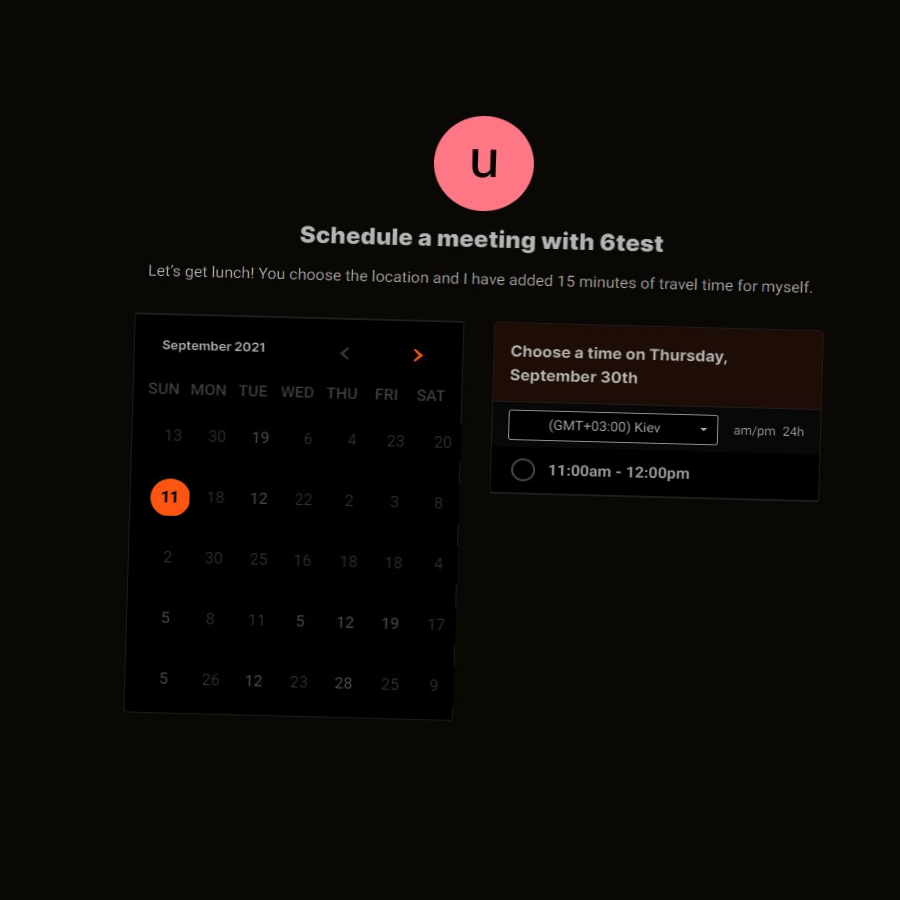 u
Schedule a meeting with 6test
Let's get lunch! You choose the location and I have added 15 minutes of travel time for myself.
September 2021
SUN MON TUE WED THU FRI SAT
13 30 19 6 4 23 20
11 18 12 22 2 3 8
2 30 25 16 18 18 4
5 8 11 5 12 19 17
5 26 12 23 28 25 9
Choose a time on Thursday,
September 30th
(GMT+03:00) Kiev am/pm 24h
11:00am - 12:00pm